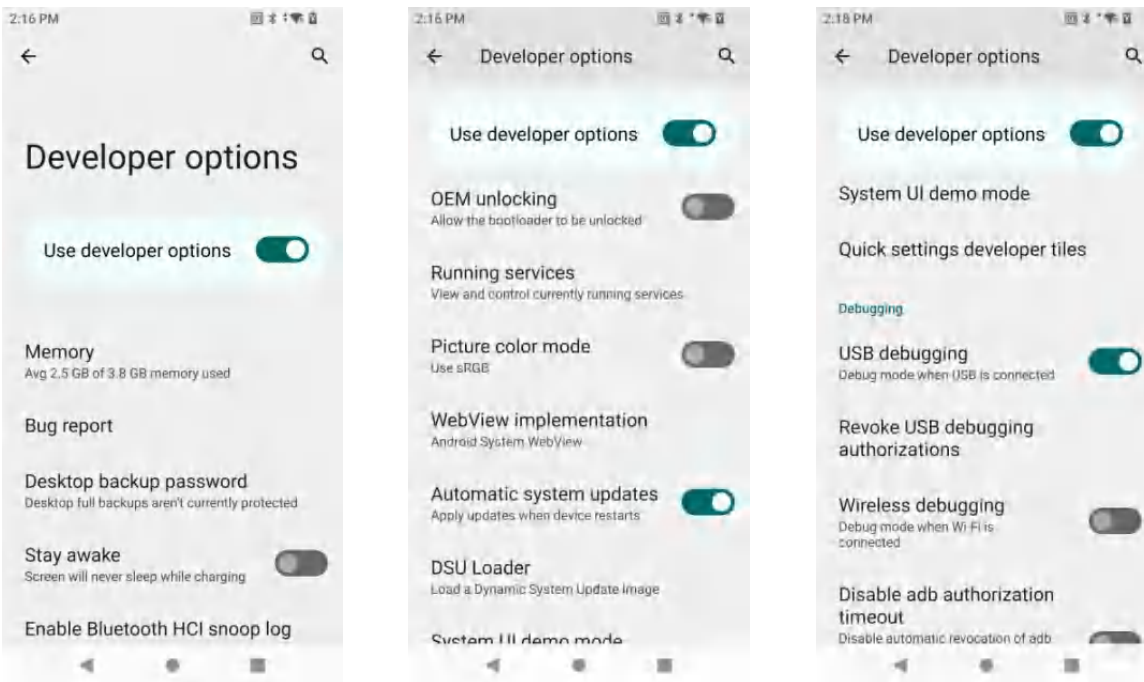 2:16 PM
Developer options
Use developer options
Memory
Avg 2.5 GB of 3.8 GB memory used
Bug report
Desktop backup password
Desktop full backups aren't currently protected
Stay awake
Screen will never sleep while charging
Enable Bluetooth HCI snoop log
2:16 PM
Developer options
Use developer options
OEM unlocking
Allow the bootloader to be unlocked
Running services
View and control currently running services
Picture color mode
Use sRGB
WebView implementation
Android System WebView
Automatic system updates
Apply updates when device restarts
DSU Loader
Load a Dynamic System Update Image
System UI demo mode
2:18 PM
Developer options
Use developer options
System UI demo mode
Quick settings developer tiles
Debugging
USB debugging
Debug mode when USB is connected
Revoke USB debugging
authorizations
Wireless debugging
Debug mode when Wi-Fi is
connected
Disable adb authorization
timeout
Disable automatic revocation of adb